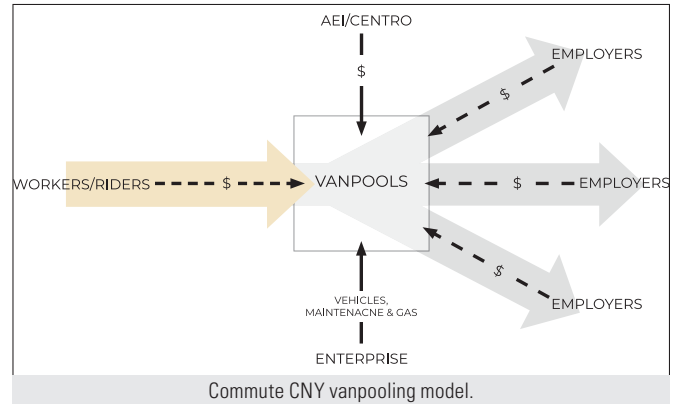 AEI/CENTRO
$
EMPLOYERS
$
WORKERS/RIDERS
$
VANPOOLS
$
EMPLOYERS
$
EMPLOYERS
VEHICLES,
MAINTENACNE & GAS
ENTERPRISE
Commute CNY vanpooling model.